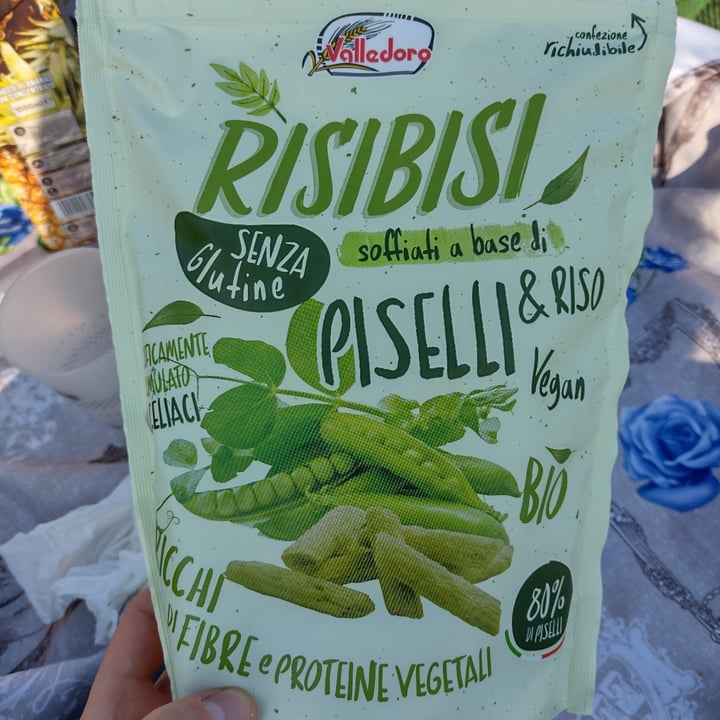 Valledoro
confezione
richiudibile
RISIBISI
SENZA
Glutine
soffiati a base di
PISELLI
& RISO
Vegan
BIO
DI FIBRE e PROTEINE VEGETALI
80%
DI PISELLI
1000ml e